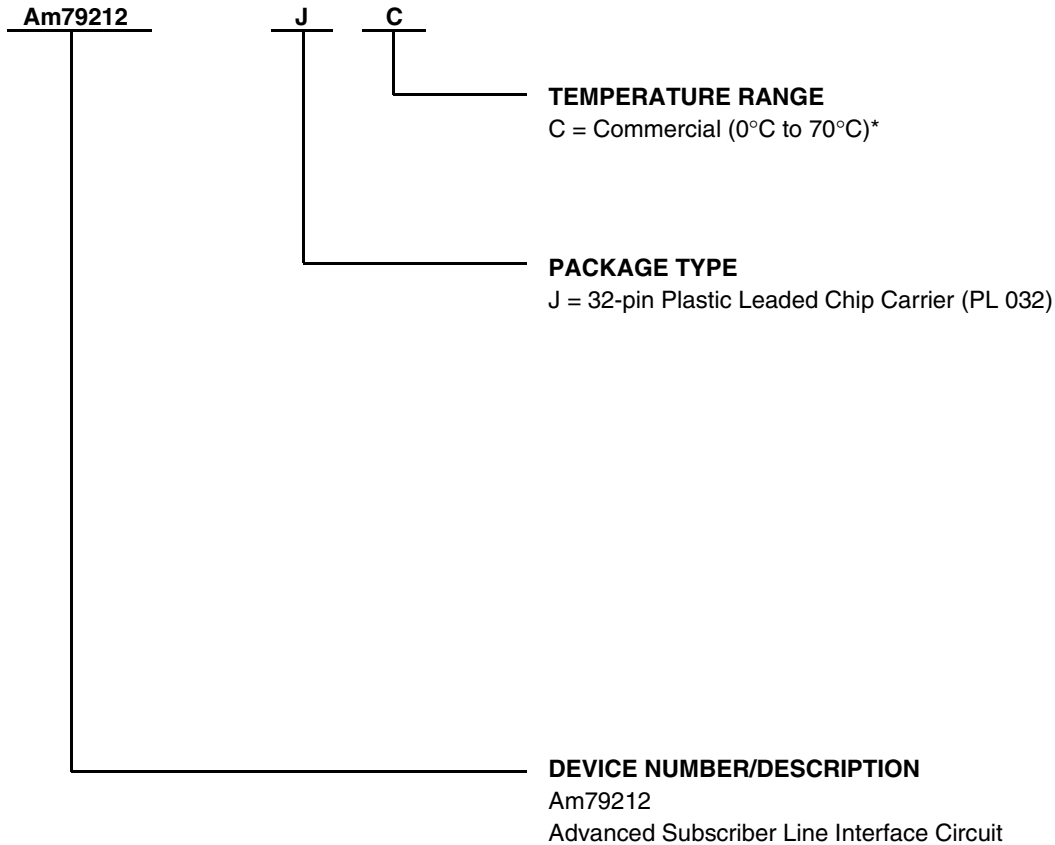 Am79212 J C
TEMPERATURE RANGE
C = Commercial (0°C to 70°C)*
PACKAGE TYPE
J = 32-pin Plastic Leaded Chip Carrier (PL 032)
DEVICE NUMBER/DESCRIPTION
Am79212
Advanced Subscriber Line Interface Circuit